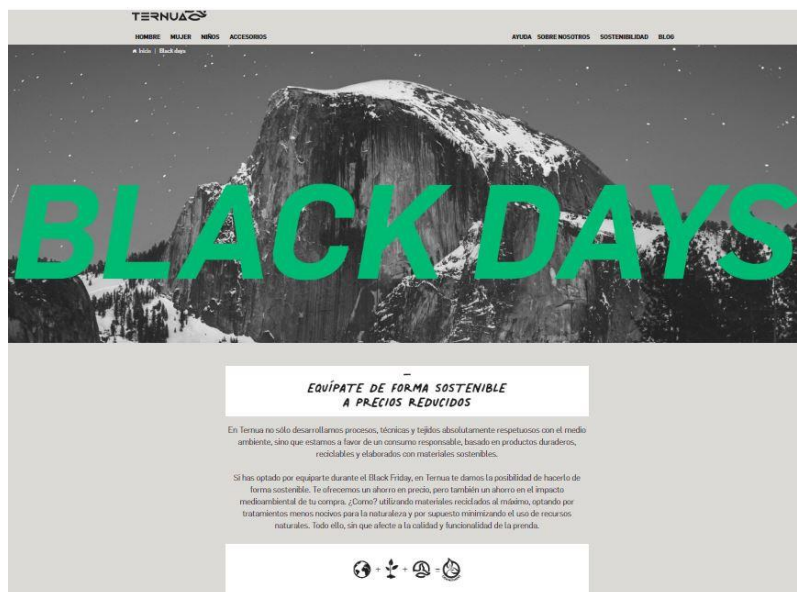 TERNUA
HOMBRE MUJER NIÑOS ACCESORIOS AYUDA SOBRE NOSOTROS SOSTENIBILIDAD BLOG
Inicio | Black days
BLACK DAYS
EQUÍPATE DE FORMA SOSTENIBLE
A PRECIOS REDUCIDOS
En Ternua no sólo desarrollamos procesos, técnicas y tejidos absolutamente respetuosos con el medio
ambiente, sino que estamos a favor de un consumo responsable, basado en productos duraderos,
reciclables y elaborados con materiales sostenibles.
Si has optado por equiparte durante el Black Friday, en Ternua te damos la posibilidad de hacerlo de
forma sostenible. Te ofrecemos un ahorro en precio, pero también un ahorro en el impacto
medioambiental de tu compra. ¿Como? utilizando materiales reciclados al máximo, optando por
tratamientos menos nocivos para la naturaleza y por supuesto minimizando el uso de recursos
naturales. Todo ello, sin que afecte a la calidad y funcionalidad de la prenda.
+ + =